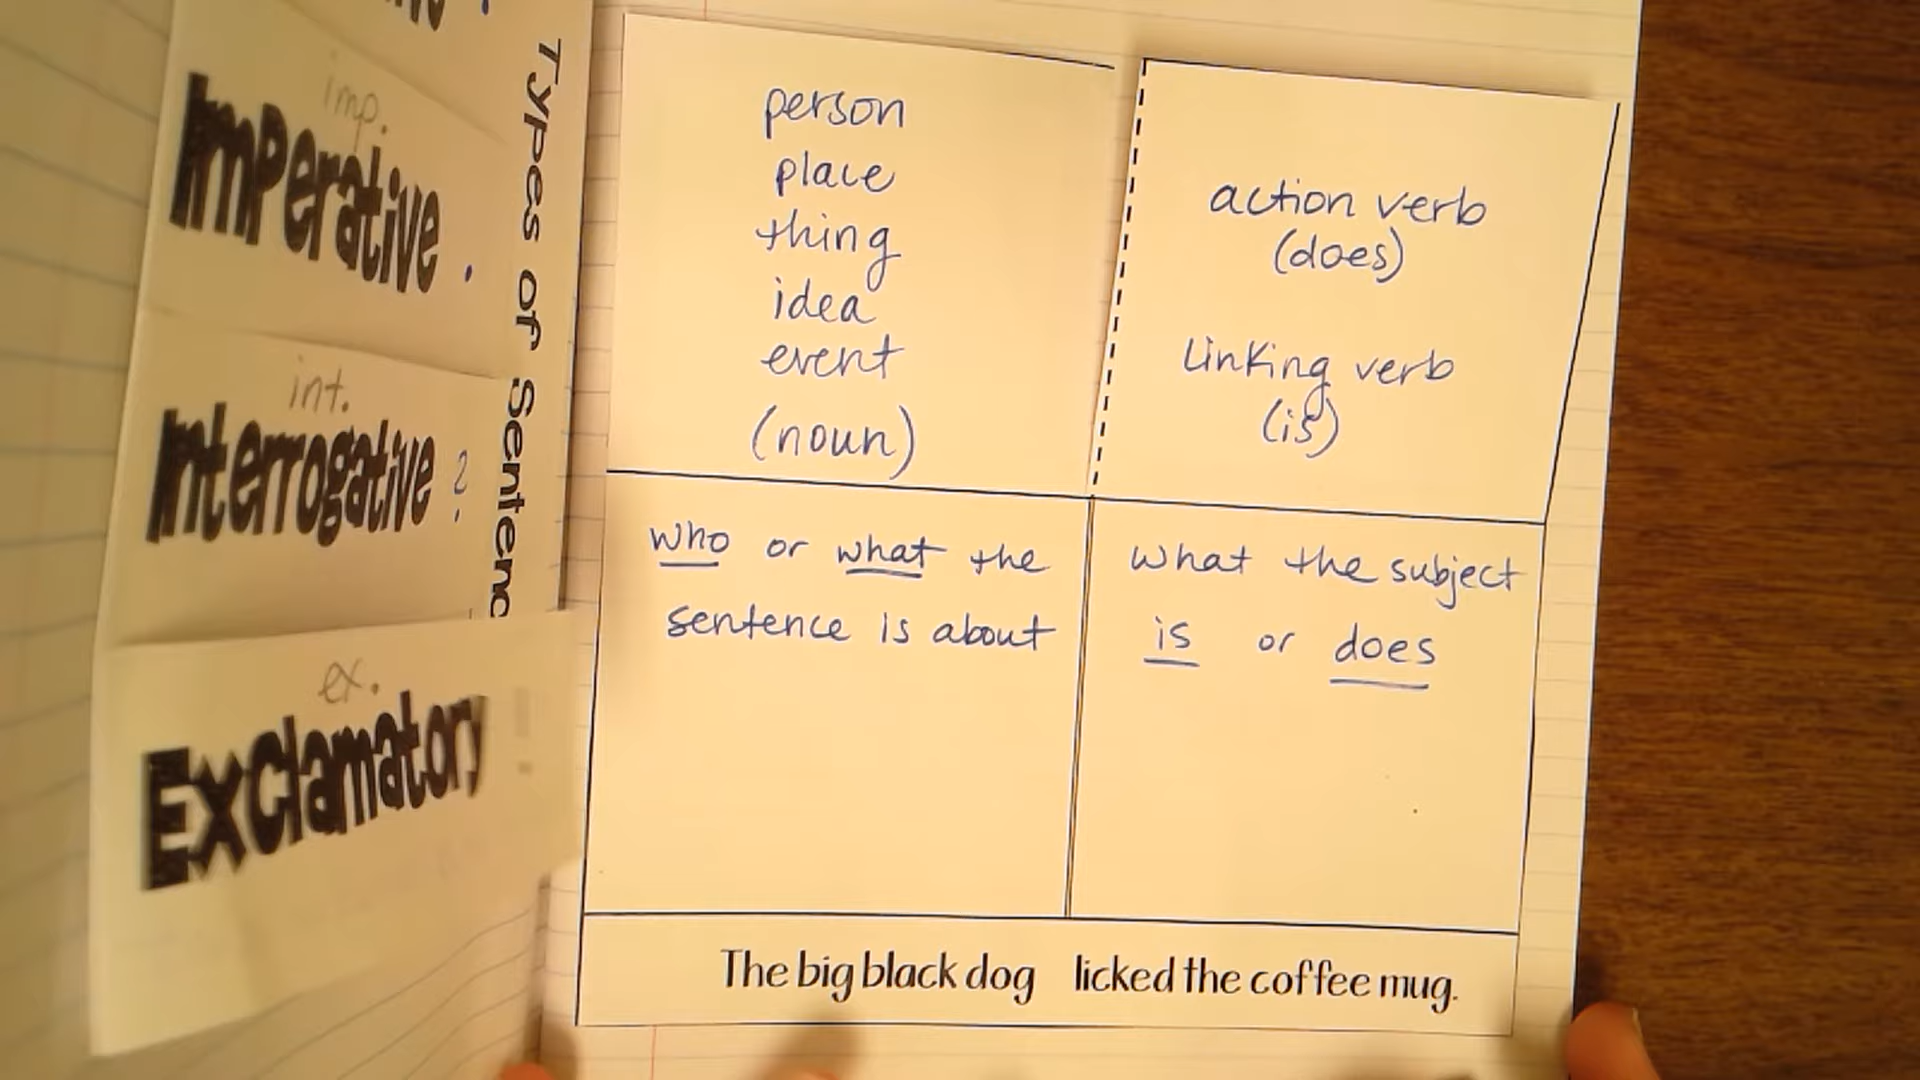 imp.
Imperative .
int.
Interrogative ?
ex.
Exclamatory
Types of Sentenc
person
place
thing
idea
event
(noun)
action verb
(does)
Linking verb
(is)
who or what the
sentence is about
what the subject
is or does
The big black dog licked the coffee mug.